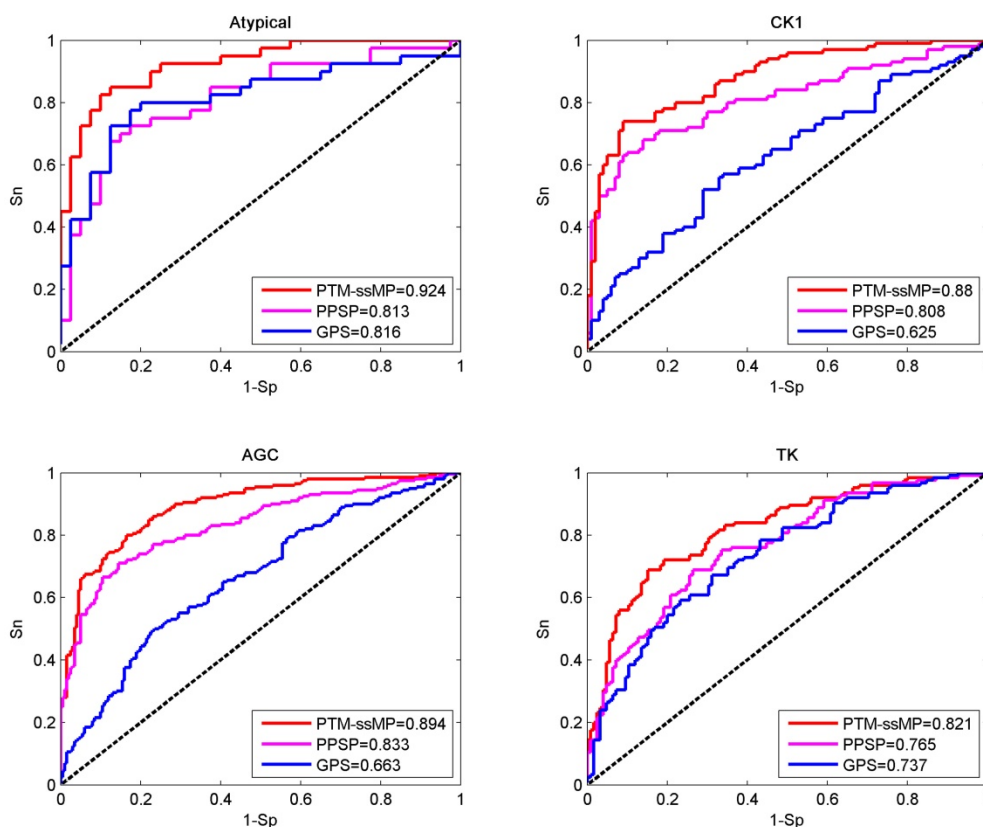 Atypical
1
0.8
0.6
0.4
0.2
0
Sn
PTM-ssMP=0.924
PPSP=0.813
GPS=0.816
0 0.2 0.4 0.6 0.8 1
1-Sp
CK1
1
0.8
0.6
0.4
0.2
0
Sn
PTM-ssMP=0.88
PPSP=0.808
GPS=0.625
0 0.2 0.4 0.6 0.8
1-Sp
AGC
1
0.8
0.6
0.4
0.2
0
Sn
PTM-ssMP=0.894
PPSP=0.833
GPS=0.663
0 0.2 0.4 0.6 0.8 1
1-Sp
TK
1
0.8
0.6
0.4
0.2
0
Sn
PTM-ssMP=0.821
PPSP=0.765
GPS=0.737
0 0.2 0.4 0.6 0.8
1-Sp